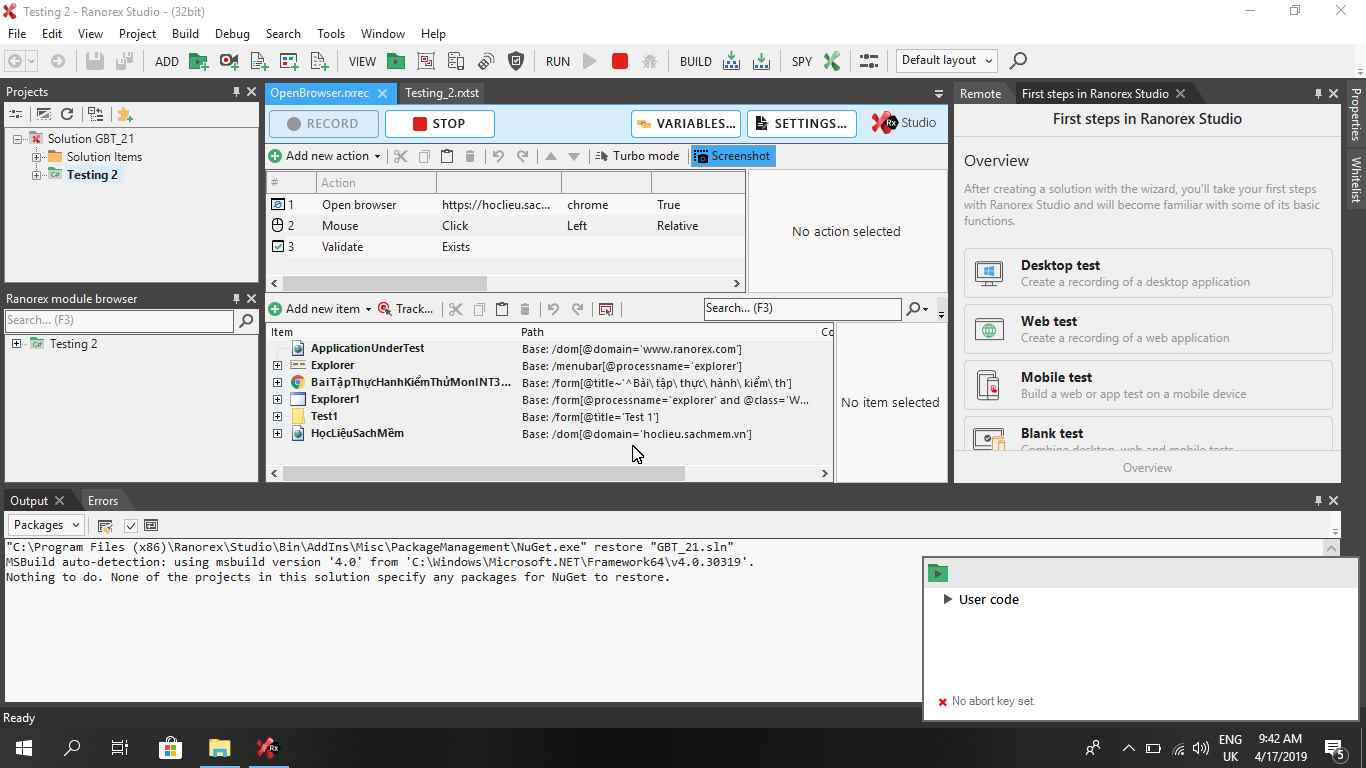 Testing 2 - Ranorex Studio - (32bit)
File Edit View Project Build Debug Search Tools Window Help
ADD VIEW RUN BUILD SPY Default layout
Projects
Solution GBT_21
Solution Items
Testing 2
Ranorex module browser
Search... (F3)
Testing 2
OpenBrowser.rxrec Testing_2.rxtst
RECORD STOP VARIABLES... SETTINGS... Rx Studio
Add new action Turbo mode Screenshot
# Action
1 Open browser https://hoclieu.sac... chrome True
2 Mouse Click Left Relative
3 Validate Exists
No action selected
Add new item Track... Search... (F3)
Item Path Co
ApplicationUnderTest Base: /dom[@domain='www.ranorex.com']
Explorer Base: /menubar[@processname='explorer']
BàiTậpThựcHànhKiểmThửMonINT3... Base: /form[@title~'^Bài\ tập\ thực\ hành\ kiểm\ th']
Explorer1 Base: /form[@processname='explorer' and @class='W...
Test1 Base: /form[@title='Test 1']
HọcLiệuSachMềm Base: /dom[@domain='hoclieu.sachmem.vn']
No item selected
Remote First steps in Ranorex Studio
First steps in Ranorex Studio
Overview
After creating a solution with the wizard, you'll take your first steps
with Ranorex Studio and will become familiar with some of its basic
functions.
Desktop test
Create a recording of a desktop application
Web test
Create a recording of a web application
Mobile test
Build a web or app test on a mobile device
Blank test
Combine desktop, web and mobile tests
Overview
Properties
Whitelist
Output Errors
Packages
"C:\Program Files (x86)\Ranorex\Studio\Bin\AddIns\Misc\PackageManagement\NuGet.exe" restore "GBT_21.sln"
MSBuild auto-detection: using msbuild version '4.0' from 'C:\Windows\Microsoft.NET\Framework64\v4.0.30319'.
Nothing to do. None of the projects in this solution specify any packages for NuGet to restore.
User code
No abort key set.
Ready
Rx
ENG
UK
9:42 AM
4/17/2019
5